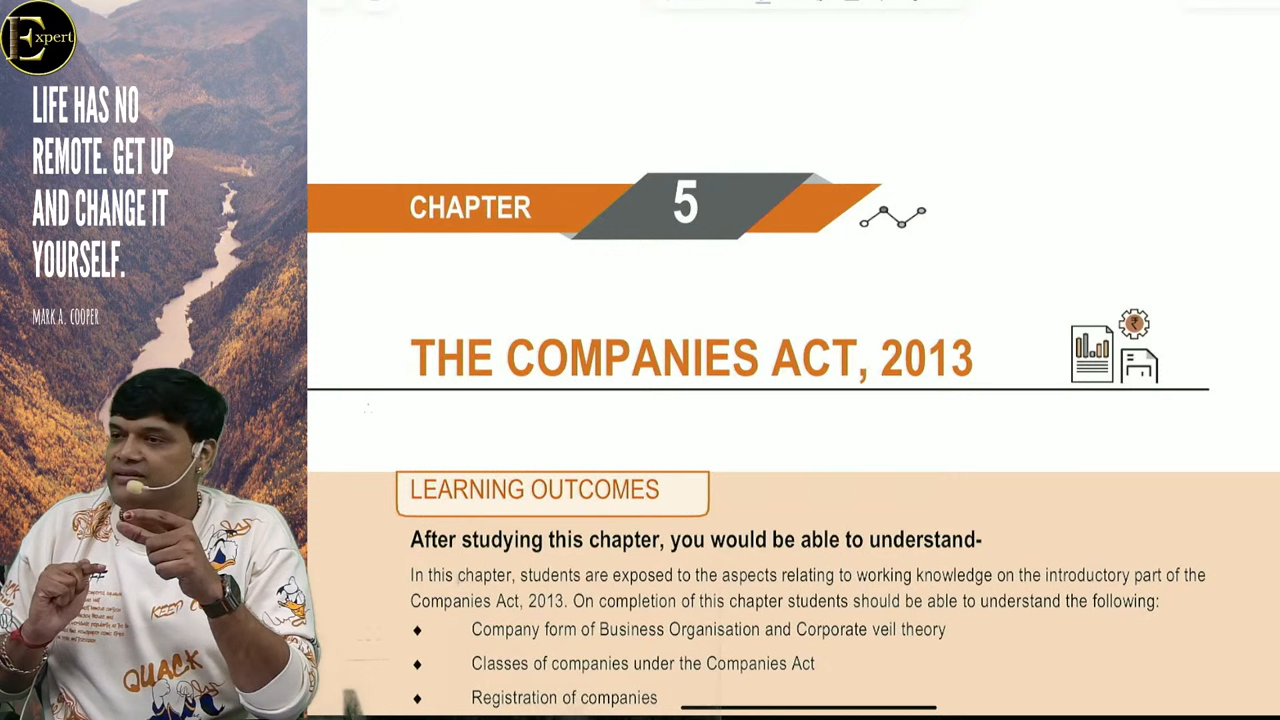 Expert
LIFE HAS NO
REMOTE. GET UP
AND CHANGE IT
YOURSELF.
MARK A. COOPER
CHAPTER 5
THE COMPANIES ACT, 2013
LEARNING OUTCOMES
After studying this chapter, you would be able to understand-
In this chapter, students are exposed to the aspects relating to working knowledge on the introductory part of the
Companies Act, 2013. On completion of this chapter students should be able to understand the following:
♦ Company form of Business Organisation and Corporate veil theory
♦ Classes of companies under the Companies Act
♦ Registration of companies
QUACK